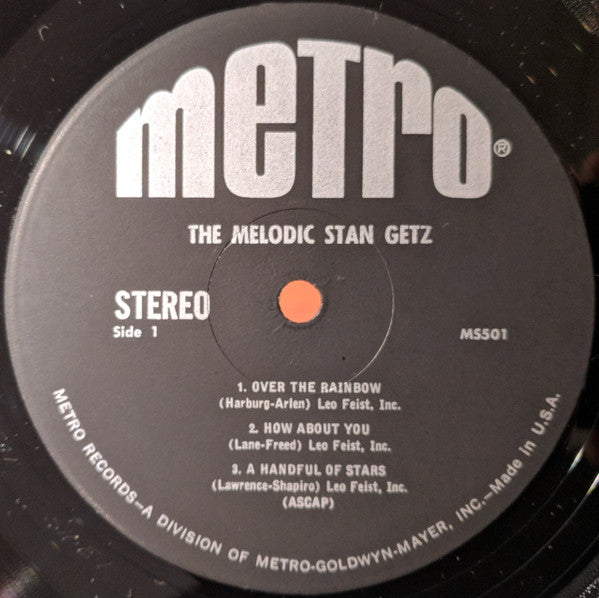 metro®
THE MELODIC STAN GETZ
STEREO
Side 1
MS501
1. OVER THE RAINBOW
(Harburg-Arlen) Leo Feist, Inc.
2. HOW ABOUT YOU
(Lane-Freed) Leo Feist, Inc.
3. A HANDFUL OF STARS
(Lawrence-Shapiro) Leo Feist, Inc.
(ASCAP)
METRO RECORDS—A DIVISION OF METRO-GOLDWYN-MAYER, INC.—Made in U.S.A.